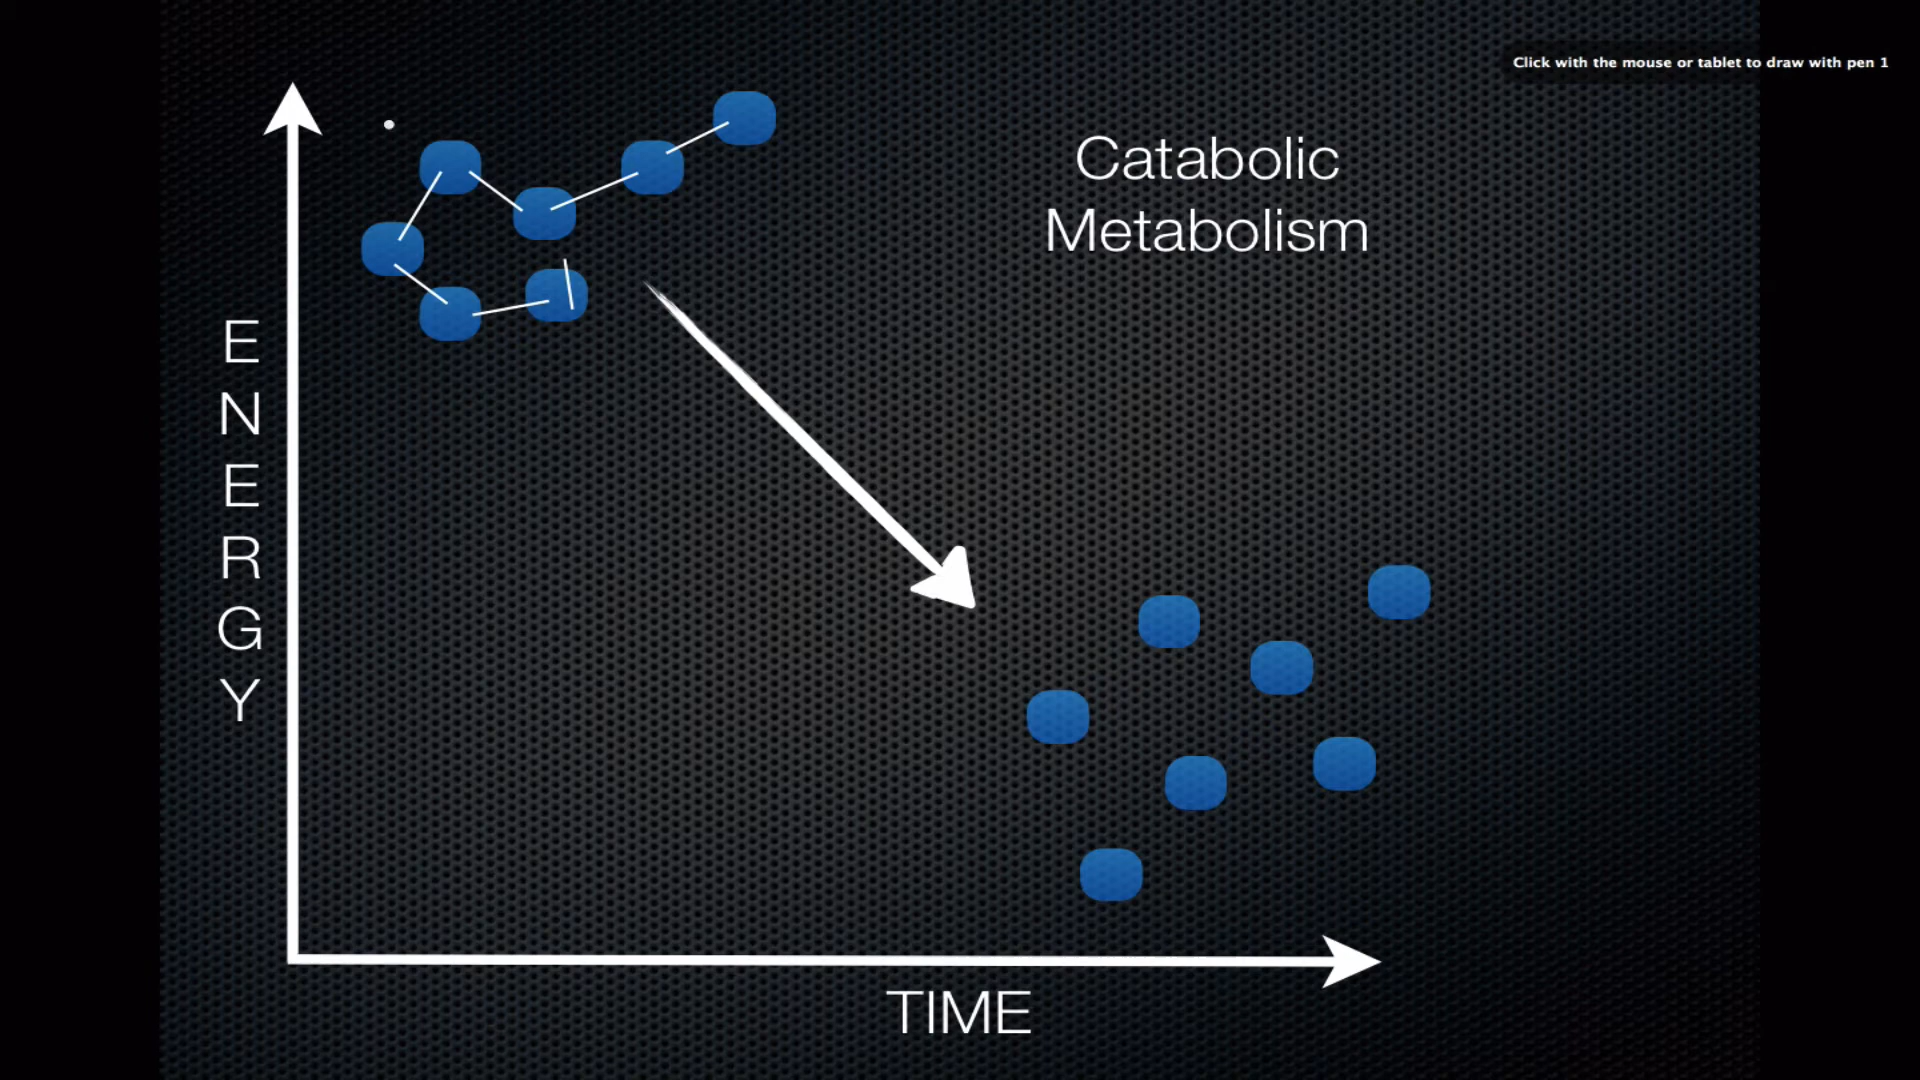 Click with the mouse or tablet to draw with pen 1
Catabolic
Metabolism
E
N
E
R
G
Y
TIME